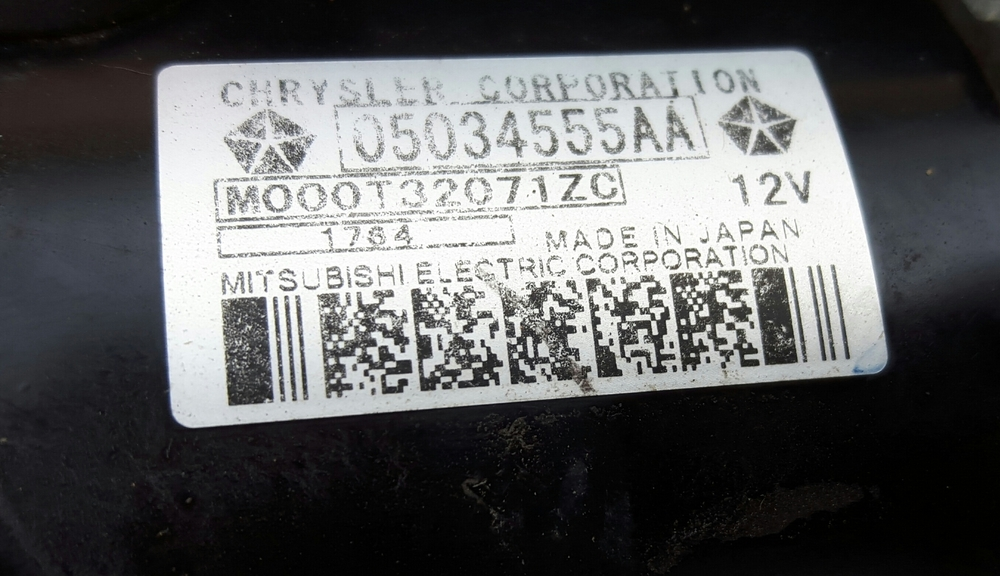 CHRYSLER CORPORATION
05034555AA
M000T32071ZC
12V
1764
MADE IN JAPAN
MITSUBISHI ELECTRIC CORPORATION